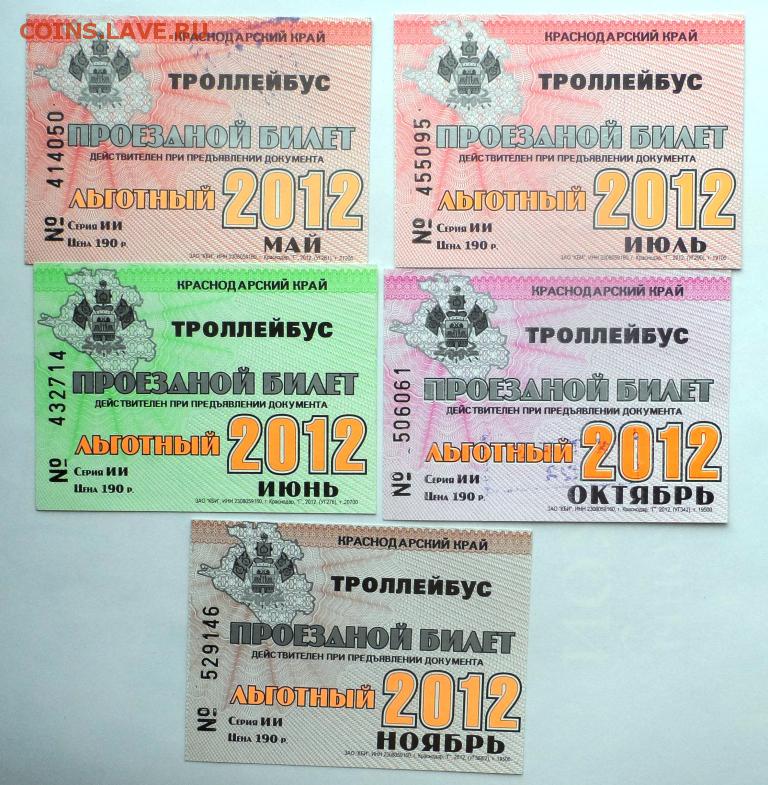 COINS.LAVE.RU
КРАСНОДАРСКИЙ КРАЙ
ТРОЛЛЕЙБУС
ПРОЕЗДНОЙ БИЛЕТ
ДЕЙСТВИТЕЛЕН ПРИ ПРЕДЪЯВЛЕНИИ ДОКУМЕНТА
ЛЬГОТНЫЙ 2012
СЕРИЯ ИИ
ЦЕНА 190 Р.
МАЙ
№ 414050
КРАСНОДАРСКИЙ КРАЙ
ТРОЛЛЕЙБУС
ПРОЕЗДНОЙ БИЛЕТ
ДЕЙСТВИТЕЛЕН ПРИ ПРЕДЪЯВЛЕНИИ ДОКУМЕНТА
ЛЬГОТНЫЙ 2012
СЕРИЯ ИИ
ЦЕНА 190 Р.
ИЮЛЬ
№ 455095
КРАСНОДАРСКИЙ КРАЙ
ТРОЛЛЕЙБУС
ПРОЕЗДНОЙ БИЛЕТ
ДЕЙСТВИТЕЛЕН ПРИ ПРЕДЪЯВЛЕНИИ ДОКУМЕНТА
ЛЬГОТНЫЙ 2012
СЕРИЯ ИИ
ЦЕНА 190 Р.
ИЮНЬ
№ 432714
КРАСНОДАРСКИЙ КРАЙ
ТРОЛЛЕЙБУС
ПРОЕЗДНОЙ БИЛЕТ
ДЕЙСТВИТЕЛЕН ПРИ ПРЕДЪЯВЛЕНИИ ДОКУМЕНТА
ЛЬГОТНЫЙ 2012
СЕРИЯ ИИ
ЦЕНА 190 Р.
ОКТЯБРЬ
№ 506061
КРАСНОДАРСКИЙ КРАЙ
ТРОЛЛЕЙБУС
ПРОЕЗДНОЙ БИЛЕТ
ДЕЙСТВИТЕЛЕН ПРИ ПРЕДЪЯВЛЕНИИ ДОКУМЕНТА
ЛЬГОТНЫЙ 2012
СЕРИЯ ИИ
ЦЕНА 190 Р.
НОЯБРЬ
№ 529146